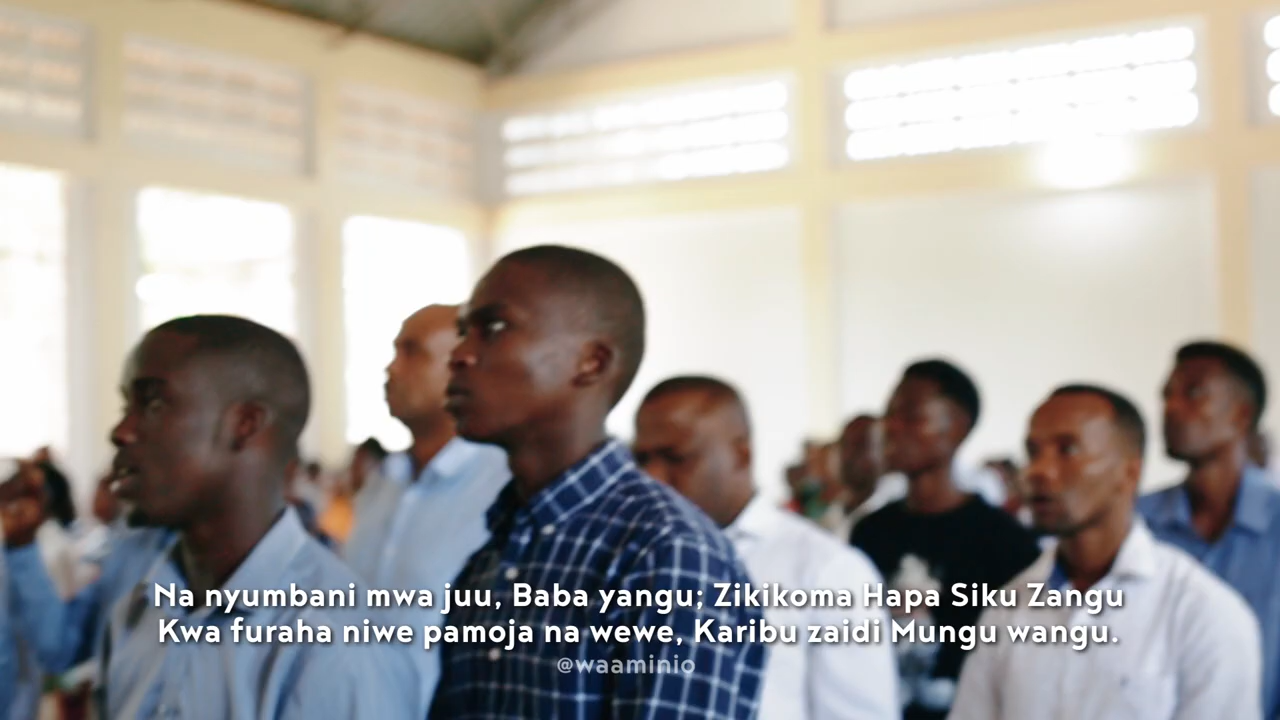 Na nyumbani mwa juu, Baba yangu; Zikikoma Hapa Siku Zangu
Kwa furaha niwe pamoja na wewe, Karibu zaidi Mungu wangu.
@waaminio